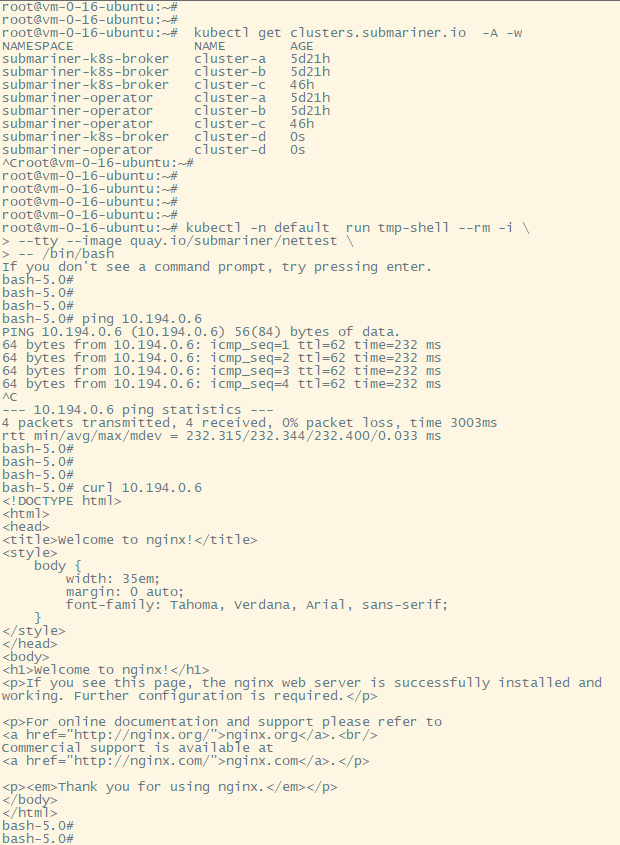 root@vm-0-16-ubuntu:~#
root@vm-0-16-ubuntu:~#
root@vm-0-16-ubuntu:~#  kubectl get clusters.submariner.io  -A -w
NAMESPACE               NAME        AGE
submariner-k8s-broker   cluster-a   5d21h
submariner-k8s-broker   cluster-b   5d21h
submariner-k8s-broker   cluster-c   46h
submariner-operator     cluster-a   5d21h
submariner-operator     cluster-b   5d21h
submariner-operator     cluster-c   46h
submariner-k8s-broker   cluster-d   0s
submariner-operator     cluster-d   0s
^Croot@vm-0-16-ubuntu:~#
root@vm-0-16-ubuntu:~#
root@vm-0-16-ubuntu:~#
root@vm-0-16-ubuntu:~#
root@vm-0-16-ubuntu:~#
root@vm-0-16-ubuntu:~# kubectl -n default  run tmp-shell --rm -i \
> --tty --image quay.io/submariner/nettest \
> -- /bin/bash
If you don't see a command prompt, try pressing enter.
bash-5.0#
bash-5.0#
bash-5.0#
bash-5.0# ping 10.194.0.6
PING 10.194.0.6 (10.194.0.6) 56(84) bytes of data.
64 bytes from 10.194.0.6: icmp_seq=1 ttl=62 time=232 ms
64 bytes from 10.194.0.6: icmp_seq=2 ttl=62 time=232 ms
64 bytes from 10.194.0.6: icmp_seq=3 ttl=62 time=232 ms
64 bytes from 10.194.0.6: icmp_seq=4 ttl=62 time=232 ms
^C
--- 10.194.0.6 ping statistics ---
4 packets transmitted, 4 received, 0% packet loss, time 3003ms
rtt min/avg/max/mdev = 232.315/232.344/232.400/0.033 ms
bash-5.0#
bash-5.0#
bash-5.0#
bash-5.0# curl 10.194.0.6
<!DOCTYPE html>
<html>
<head>
<title>Welcome to nginx!</title>
<style>
    body {
        width: 35em;
        margin: 0 auto;
        font-family: Tahoma, Verdana, Arial, sans-serif;
    }
</style>
</head>
<body>
<h1>Welcome to nginx!</h1>
<p>If you see this page, the nginx web server is successfully installed and
working. Further configuration is required.</p>

<p>For online documentation and support please refer to
<a href="http://nginx.org/">nginx.org</a>.<br/>
Commercial support is available at
<a href="http://nginx.com/">nginx.com</a>.</p>

<p><em>Thank you for using nginx.</em></p>
</body>
</html>
bash-5.0#
bash-5.0#